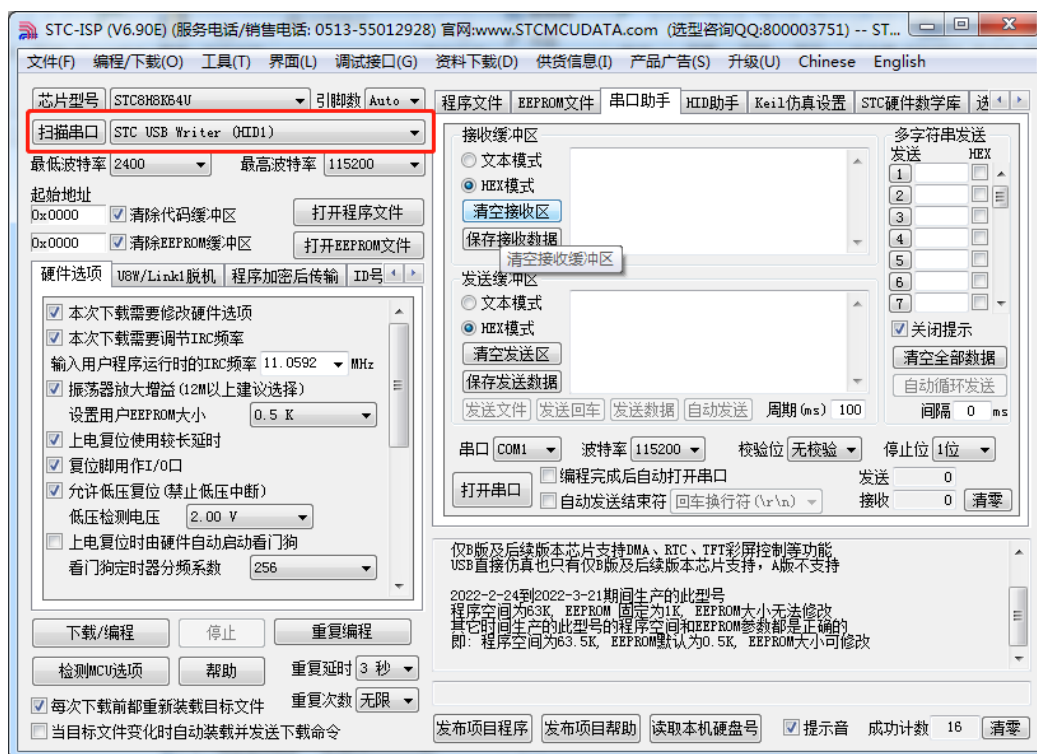 STC-ISP (V6.90E) (服务电话/销售电话: 0513-55012928) 官网:www.STCMCUDATA.com (选型咨询QQ:800003751) -- ST...
文件(F) 编程/下载(O) 工具(T) 界面(L) 调试接口(G) 资料下载(D) 供货信息(I) 产品广告(S) 升级(U) Chinese English
芯片型号 STC8H8K64U 引脚数 Auto
扫描串口 STC USB Writer (HID1)
最低波特率 2400 最高波特率 115200
起始地址
0x0000 清除代码缓冲区 打开程序文件
0x0000 清除EEPROM缓冲区 打开EEPROM文件
硬件选项 U8W/Link1脱机 程序加密后传输 ID号
本次下载需要修改硬件选项
本次下载需要调节IRC频率
输入用户程序运行时的IRC频率 11.0592 MHz
振荡器放大增益(12M以上建议选择)
设置用户EEPROM大小 0.5 K
上电复位使用较长延时
复位脚用作I/O口
允许低压复位(禁止低压中断)
低压检测电压 2.00 V
上电复位时由硬件自动启动看门狗
看门狗定时器分频系数 256
下载/编程 停止 重复编程
检测MCU选项 帮助 重复延时 3 秒
每次下载前都重新装载目标文件 重复次数 无限
当目标文件变化时自动装载并发送下载命令
程序文件 EEPROM文件 串口助手 HID助手 Keil仿真设置 STC硬件数学库 选
接收缓冲区
文本模式
HEX模式
清空接收区
保存接收数据
清空接收缓冲区
发送缓冲区
文本模式
HEX模式
清空发送区
保存发送数据
发送文件 发送回车 发送数据 自动发送 周期(ms) 100
多字符串发送
发送 HEX
1
2
3
4
5
6
7
关闭提示
清空全部数据
自动循环发送
间隔 0 ms
串口 COM1 波特率 115200 校验位 无校验 停止位 1位
打开串口 编程完成后自动打开串口 发送 0
自动发送结束符 回车换行符(\r\n) 接收 0 清零
仅B版及后续版本芯片支持DMA、RTC、TFT彩屏控制等功能
USB直接仿真也只有仅B版及后续版本芯片支持，A版不支持
2022-2-24到2022-3-21期间生产的此型号
程序空间为63K, EEPROM 固定为1K, EEPROM大小无法修改
其它时间生产的此型号的程序空间和EEPROM参数都是正确的
即: 程序空间为63.5K, EEPROM默认为0.5K, EEPROM大小可修改
发布项目程序 发布项目帮助 读取本机硬盘号 提示音 成功计数 16 清零